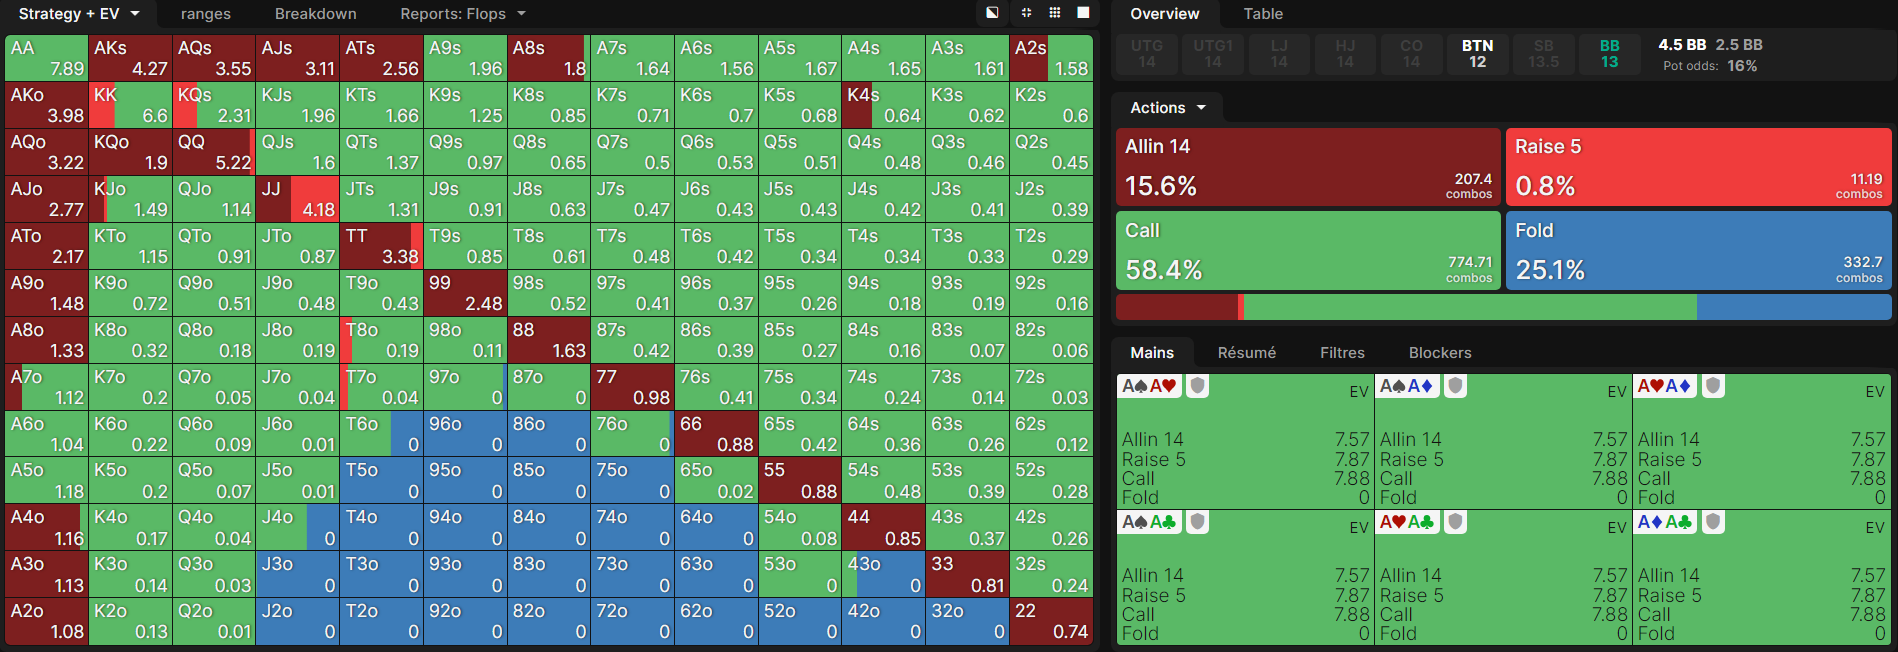 Strategy + EV ranges Breakdown Reports: Flops
AA AKs AQs AJs ATs A9s A8s A7s A6s A5s A4s A3s A2s
7.89 4.27 3.55 3.11 2.56 1.96 1.8 1.64 1.56 1.67 1.65 1.61 1.58
AKo KK KQs KJs KTs K9s K8s K7s K6s K5s K4s K3s K2s
3.98 6.6 2.31 1.96 1.66 1.25 0.85 0.71 0.7 0.68 0.64 0.62 0.6
AQo KQo QQ QJs QTs Q9s Q8s Q7s Q6s Q5s Q4s Q3s Q2s
3.22 1.9 5.22 1.6 1.37 0.97 0.65 0.5 0.53 0.51 0.48 0.46 0.45
AJo KJo QJo JJ JTs J9s J8s J7s J6s J5s J4s J3s J2s
2.77 1.49 1.14 4.18 1.31 0.91 0.63 0.47 0.43 0.43 0.42 0.41 0.39
ATo KTo QTo JTo TT T9s T8s T7s T6s T5s T4s T3s T2s
2.17 1.15 0.91 0.87 3.38 0.85 0.61 0.48 0.42 0.34 0.34 0.33 0.29
A9o K9o Q9o J9o T9o 99 98s 97s 96s 95s 94s 93s 92s
1.48 0.72 0.51 0.48 0.43 2.48 0.52 0.41 0.37 0.26 0.18 0.19 0.16
A8o K8o Q8o J8o T8o 98o 88 87s 86s 85s 84s 83s 82s
1.33 0.32 0.18 0.19 0.19 0.11 1.63 0.42 0.39 0.27 0.16 0.07 0.06
A7o K7o Q7o J7o T7o 97o 87o 77 76s 75s 74s 73s 72s
1.12 0.2 0.05 0.04 0.04 0 0 0.98 0.41 0.34 0.24 0.14 0.03
A6o K6o Q6o J6o T6o 96o 86o 76o 66 65s 64s 63s 62s
1.04 0.22 0.09 0.01 0 0 0 0 0.88 0.42 0.36 0.26 0.12
A5o K5o Q5o J5o T5o 95o 85o 75o 65o 55 54s 53s 52s
1.18 0.2 0.07 0.01 0 0 0 0 0.02 0.88 0.48 0.39 0.28
A4o K4o Q4o J4o T4o 94o 84o 74o 64o 54o 44 43s 42s
1.16 0.17 0.04 0 0 0 0 0 0 0.08 0.85 0.37 0.26
A3o K3o Q3o J3o T3o 93o 83o 73o 63o 53o 43o 33 32s
1.13 0.14 0.03 0 0 0 0 0 0 0 0 0.81 0.24
A2o K2o Q2o J2o T2o 92o 82o 72o 62o 52o 42o 32o 22
1.08 0.13 0.01 0 0 0 0 0 0 0 0 0 0.74
Overview Table
UTG UTG1 LJ HJ CO BTN SB BB 4.5 BB 2.5 BB
14 14 14 14 14 12 13.5 13 Pot odds: 16%
Actions
Allin 14 Raise 5
15.6% 207.4 combos 0.8% 11.19 combos
Call Fold
58.4% 774.71 combos 25.1% 332.7 combos
Mains Résumé Filtres Blockers
A♠A♥ EV A♠A♦ EV A♥A♦ EV
Allin 14 7.57 Allin 14 7.57 Allin 14 7.57
Raise 5 7.87 Raise 5 7.87 Raise 5 7.87
Call 7.88 Call 7.88 Call 7.88
Fold 0 Fold 0 Fold 0
A♠A♣ EV A♥A♣ EV A♦A♣ EV
Allin 14 7.57 Allin 14 7.57 Allin 14 7.57
Raise 5 7.87 Raise 5 7.87 Raise 5 7.87
Call 7.88 Call 7.88 Call 7.88
Fold 0 Fold 0 Fold 0